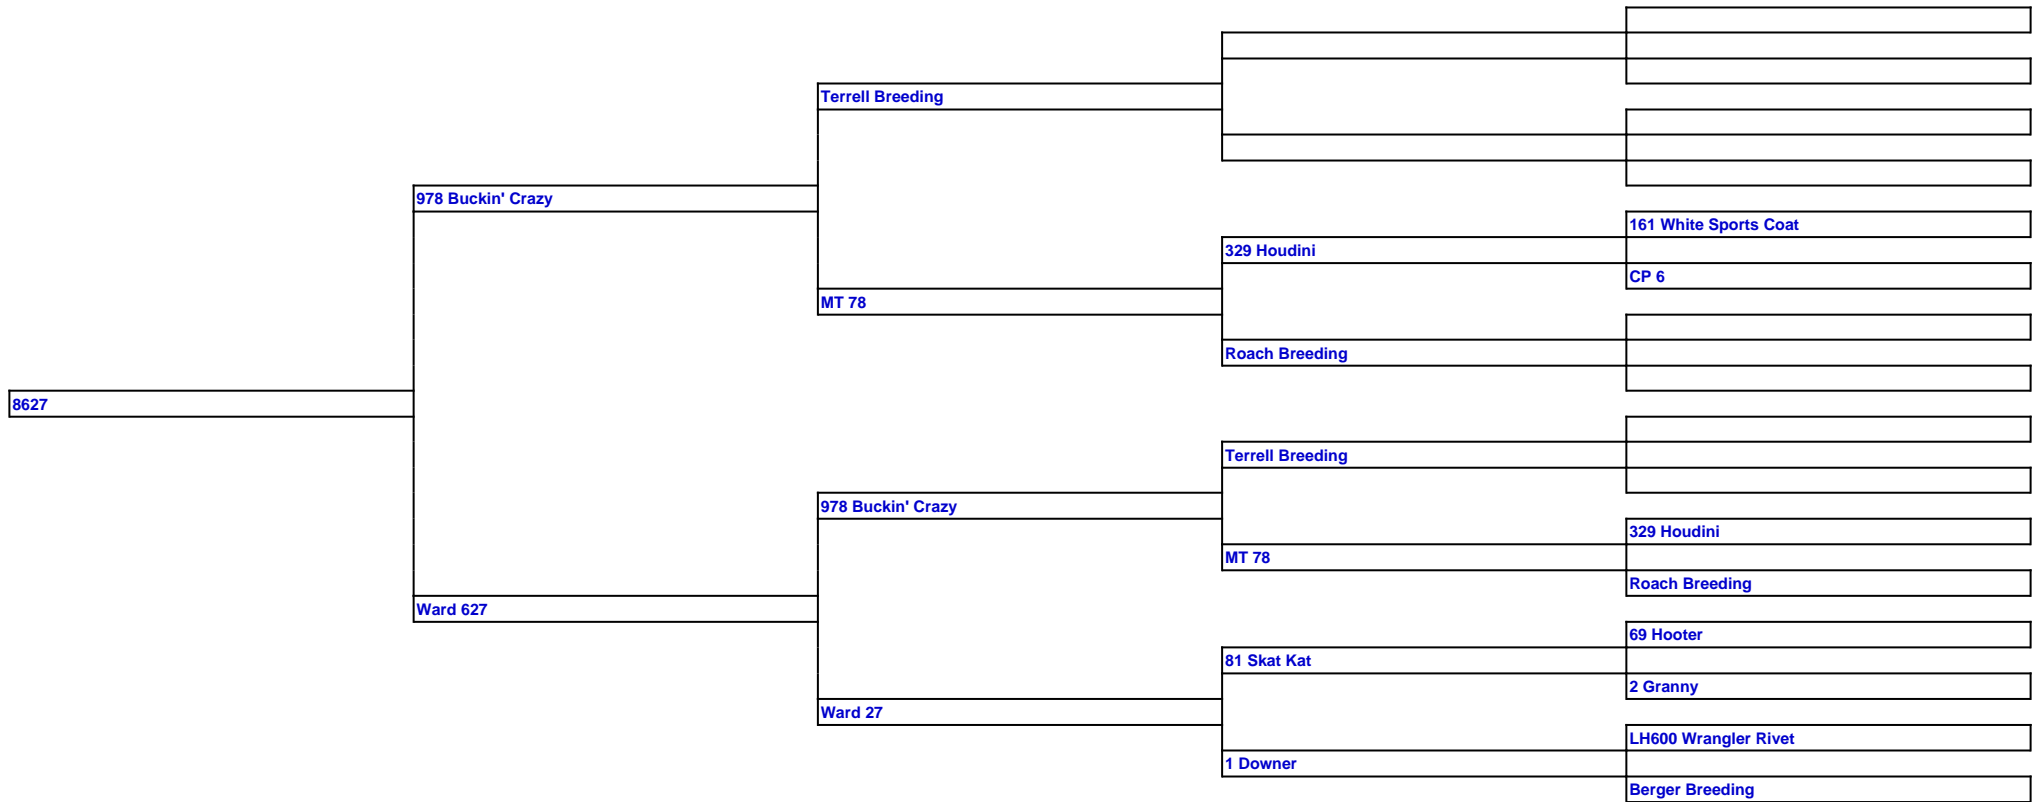 Terrell Breeding
978 Buckin' Crazy
161 White Sports Coat
329 Houdini
CP 6
MT 78
Roach Breeding
8627
Terrell Breeding
978 Buckin' Crazy
329 Houdini
MT 78
Roach Breeding
Ward 627
69 Hooter
81 Skat Kat
2 Granny
Ward 27
LH600 Wrangler Rivet
1 Downer
Berger Breeding